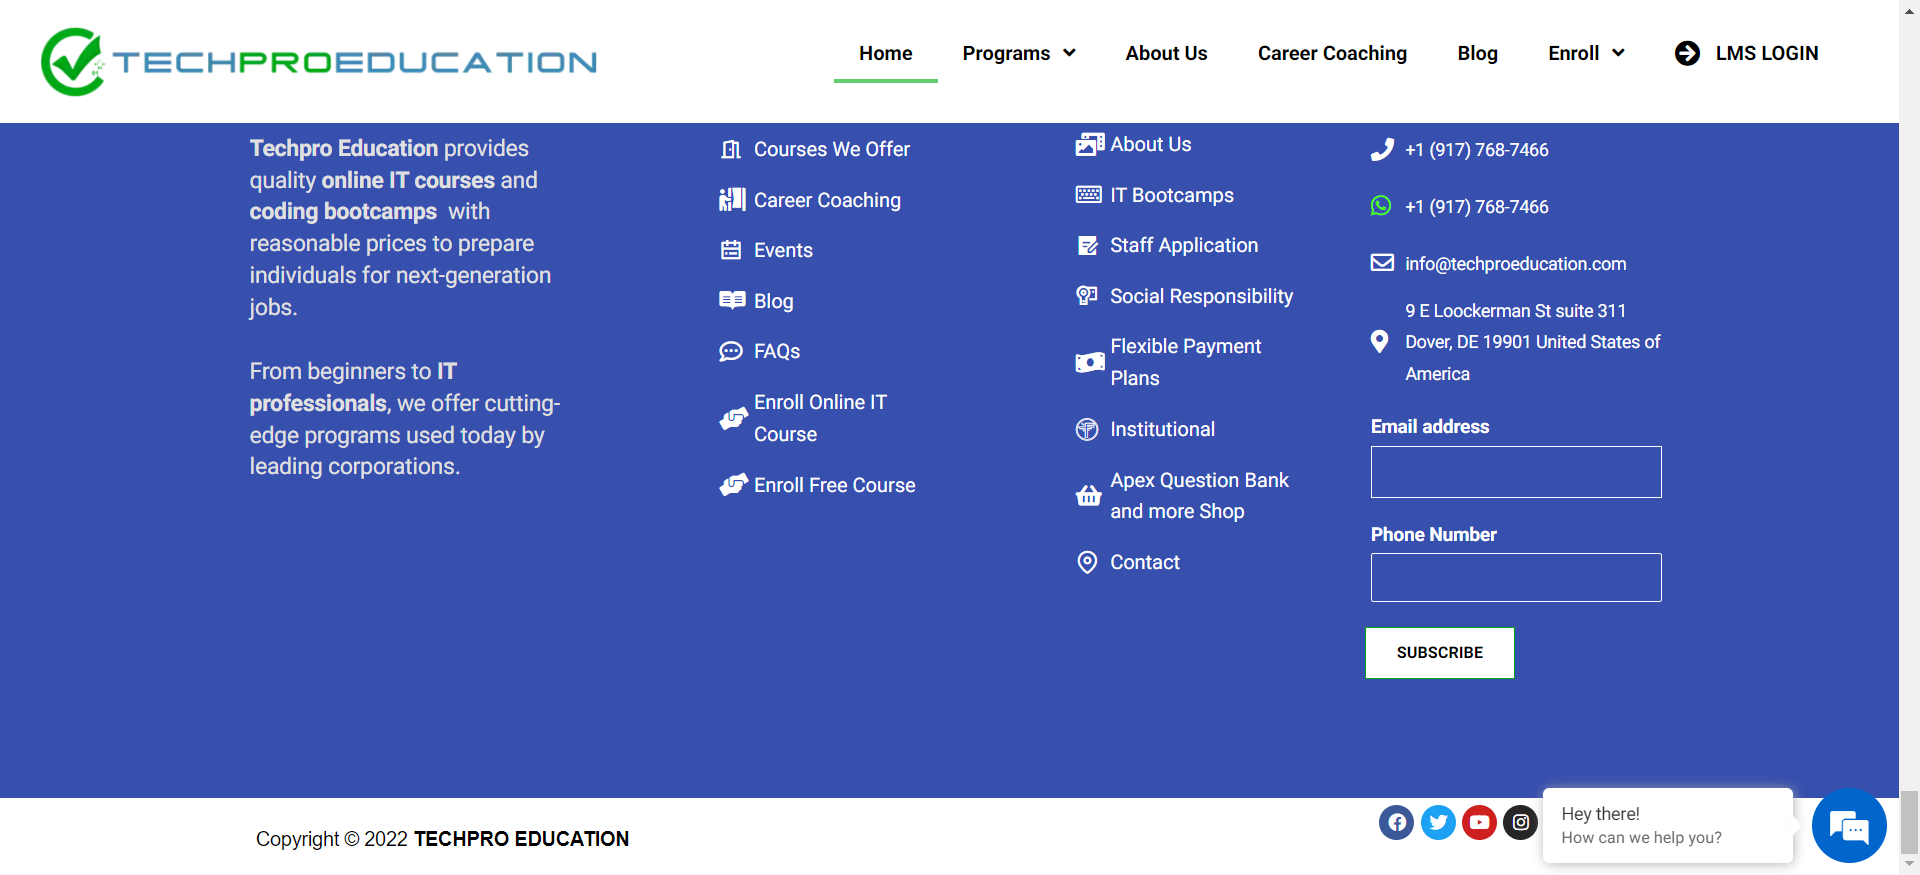 TECHPROEDUCATION
Home
Programs
About Us
Career Coaching
Blog
Enroll
LMS LOGIN
Techpro Education provides
quality online IT courses and
coding bootcamps with
reasonable prices to prepare
individuals for next-generation
jobs.
From beginners to IT
professionals, we offer cutting-
edge programs used today by
leading corporations.
Courses We Offer
Career Coaching
Events
Blog
FAQs
Enroll Online IT
Course
Enroll Free Course
About Us
IT Bootcamps
Staff Application
Social Responsibility
Flexible Payment
Plans
Institutional
Apex Question Bank
and more Shop
Contact
+1 (917) 768-7466
+1 (917) 768-7466
info@techproeducation.com
9 E Loockerman St suite 311
Dover, DE 19901 United States of
America
Email address
Phone Number
SUBSCRIBE
Copyright © 2022 TECHPRO EDUCATION
Hey there!
How can we help you?